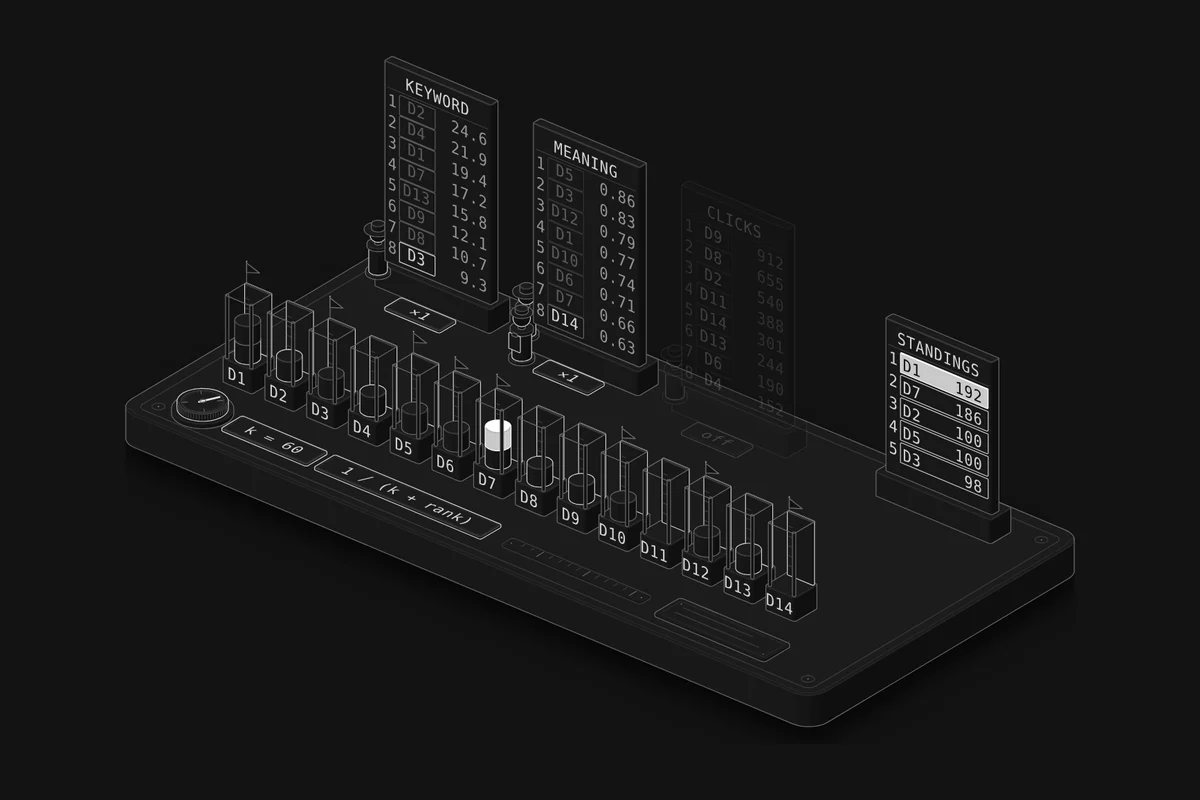 KEYWORD
1 D2 24.6
2 D4 21.9
3 D1 19.4
4 D7 17.2
5 D13 15.8
6 D9 12.1
7 D8 10.7
8 D3 9.3
×1
MEANING
1 D5 0.86
2 D3 0.83
3 D12 0.79
4 D1 0.77
5 D10 0.74
6 D6 0.71
7 D7 0.66
8 D14 0.63
×1
CLICKS
1 D9 912
2 D8 655
3 D2 540
4 D11 388
5 D14 301
6 D13 244
7 D6 190
8 D4 152
off
STANDINGS
1 D1 192
2 D7 186
3 D2 100
4 D5 100
5 D3 98
D1
D2
D3
D4
D5
D6
D7
D8
D9
D10
D11
D12
D13
D14
k = 60
1 / (k + rank)